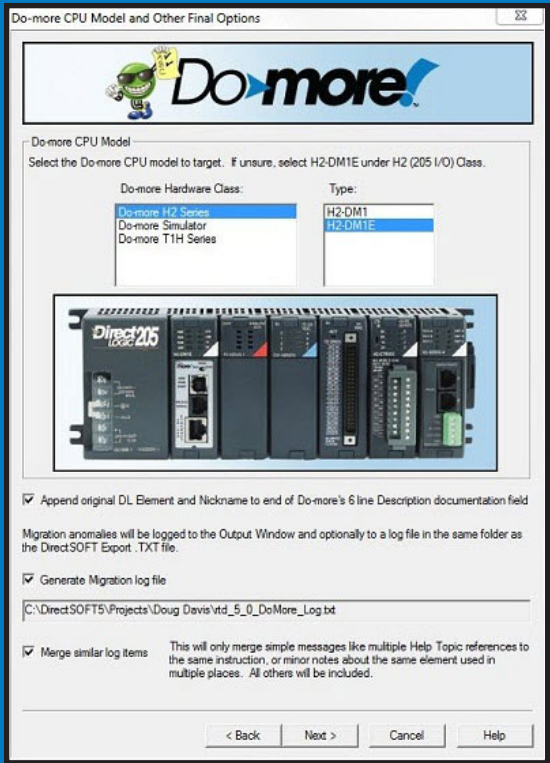 Do-more CPU Model and Other Final Options
Do-more!
Do-more CPU Model
Select the Do-more CPU model to target. If unsure, select H2-DM1E under H2 (205 I/O) Class.
Do-more Hardware Class:
Type:
Do-more H2 Series
Do-more Simulator
Do-more T1H Series
H2-DM1
H2-DM1E
Direct
LOGIC 205
Append original DL Element and Nickname to end of Do-more's 6 line Description documentation field
Migration anomalies will be logged to the Output Window and optionally to a log file in the same folder as
the DirectSOFT Export .TXT file.
Generate Migration log file
C:\DirectSOFT5\Projects\Doug Davis\rtd_5_0_DoMore_Log.txt
Merge similar log items
This will only merge simple messages like multiple Help Topic references to
the same instruction, or minor notes about the same element used in
multiple places. All others will be included.
< Back
Next >
Cancel
Help